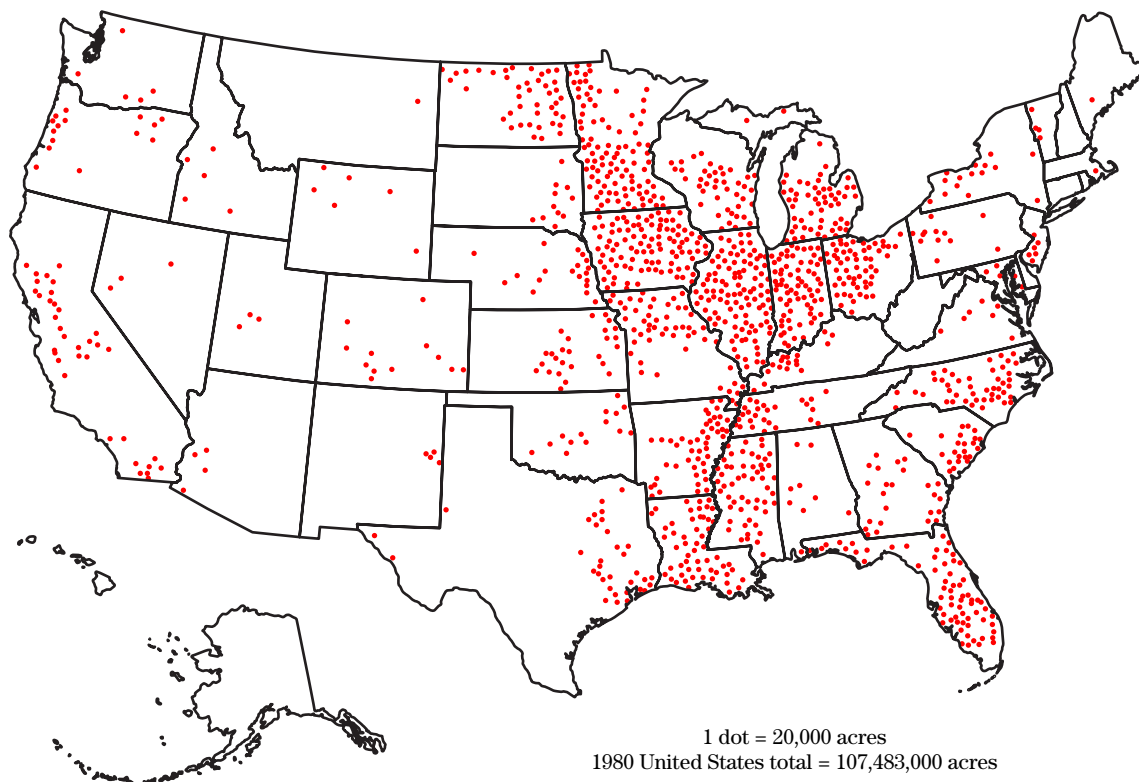 1 dot = 20,000 acres
1980 United States total = 107,483,000 acres